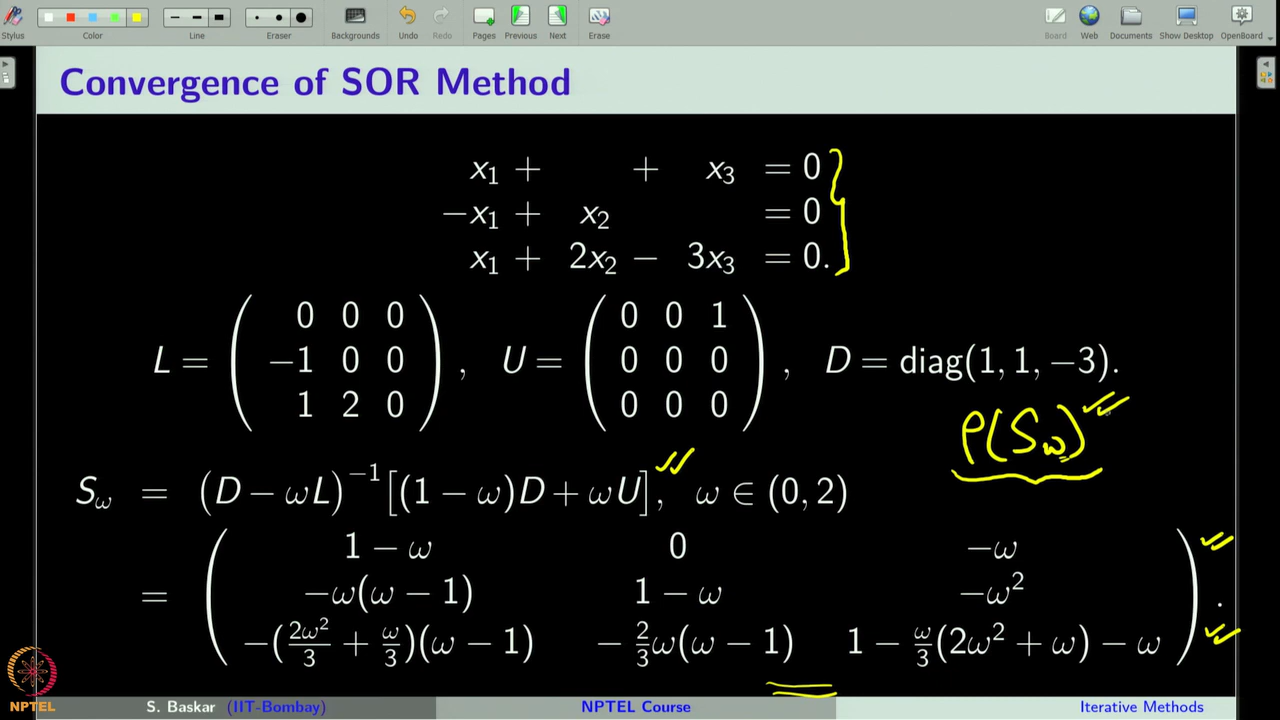 Stylus Color Line Eraser Backgrounds Undo Redo Pages Previous Next Erase Board Web Documents Show Desktop OpenBoard
Convergence of SOR Method
x₁ + + x₃ = 0
−x₁ + x₂ = 0
x₁ + 2x₂ − 3x₃ = 0.
L = ( 0 0 0 ; −1 0 0 ; 1 2 0 ), U = ( 0 0 1 ; 0 0 0 ; 0 0 0 ), D = diag(1, 1, −3).
ρ(S_ω)
S_ω = (D − ωL)⁻¹[(1 − ω)D + ωU], ω ∈ (0, 2)
= ( 1 − ω 0 −ω
−ω(ω − 1) 1 − ω −ω²
−(2ω²/3 + ω/3)(ω − 1) −2/3 ω(ω − 1) 1 − ω/3(2ω² + ω) − ω ).
NPTEL S. Baskar (IIT-Bombay) NPTEL Course Iterative Methods